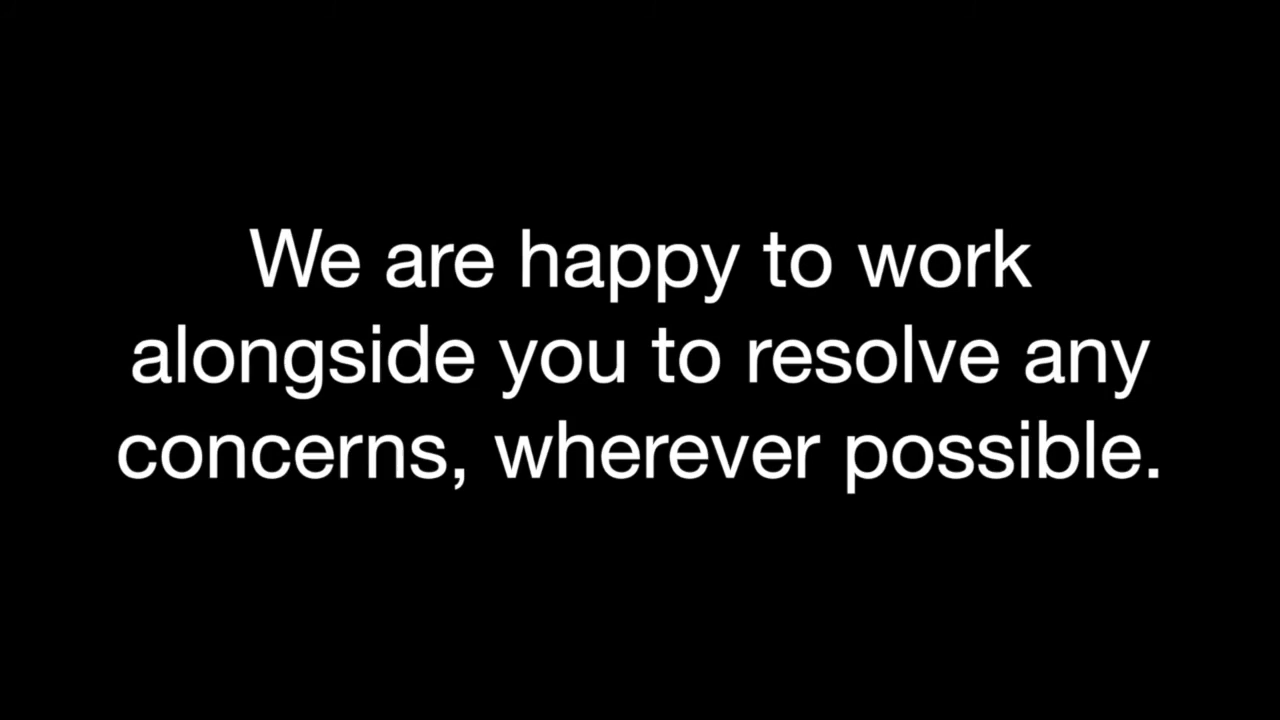 We are happy to work
alongside you to resolve any
concerns, wherever possible.